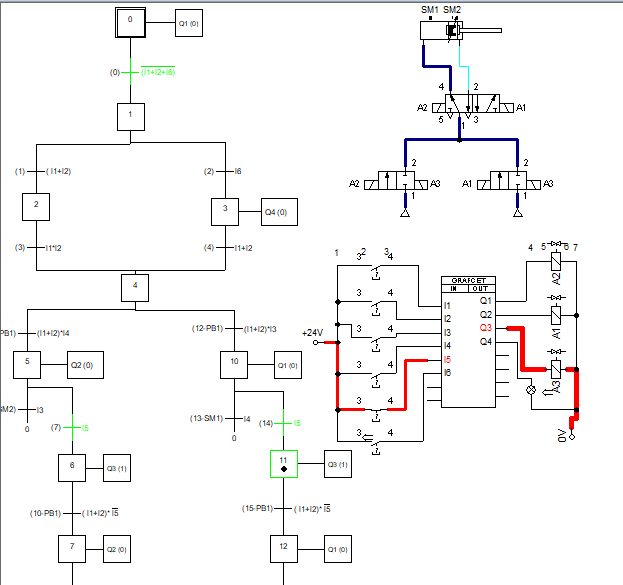 SM1 SM2
0
Q1 (0)
(0)
(I1+I2+I6)
1
4
2
A2
A1
5
1
3
(1)
( I1+I2)
(2)
I6
2
2
A2
A3
A1
A3
1
1
2
3
Q4 (0)
(3)
I1*I2
(4)
I1+I2
1
3
2
3
4
4
5
6
7
4
+24V
3
4
3
4
3
4
3
4
3
4
GRAFCET
IN
OUT
I1
I2
I3
I4
I5
I6
Q1
Q2
Q3
Q4
A2
A1
A3
0V
PB1)
(I1+I2)*I4
(12-PB1)
(I1+I2)*I3
5
Q2 (0)
10
Q1 (0)
SM2)
I3
(13-SM1)
I4
0
(7)
I5
0
(14)
I5
6
Q3 (1)
11
Q3 (1)
(10-PB1)
( I1+I2)* I5
(15-PB1)
( I1+I2)* I5
7
Q2 (0)
12
Q1 (0)